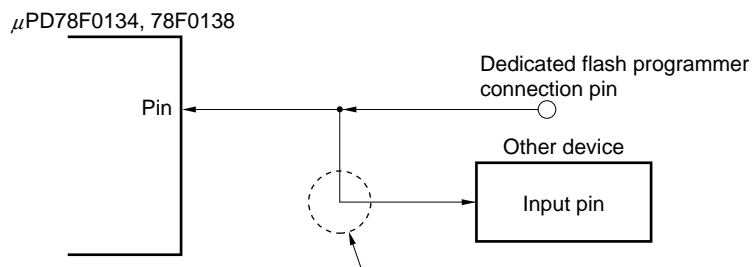 μPD78F0134, 78F0138
Dedicated flash programmer
connection pin
Pin
Other device
Input pin